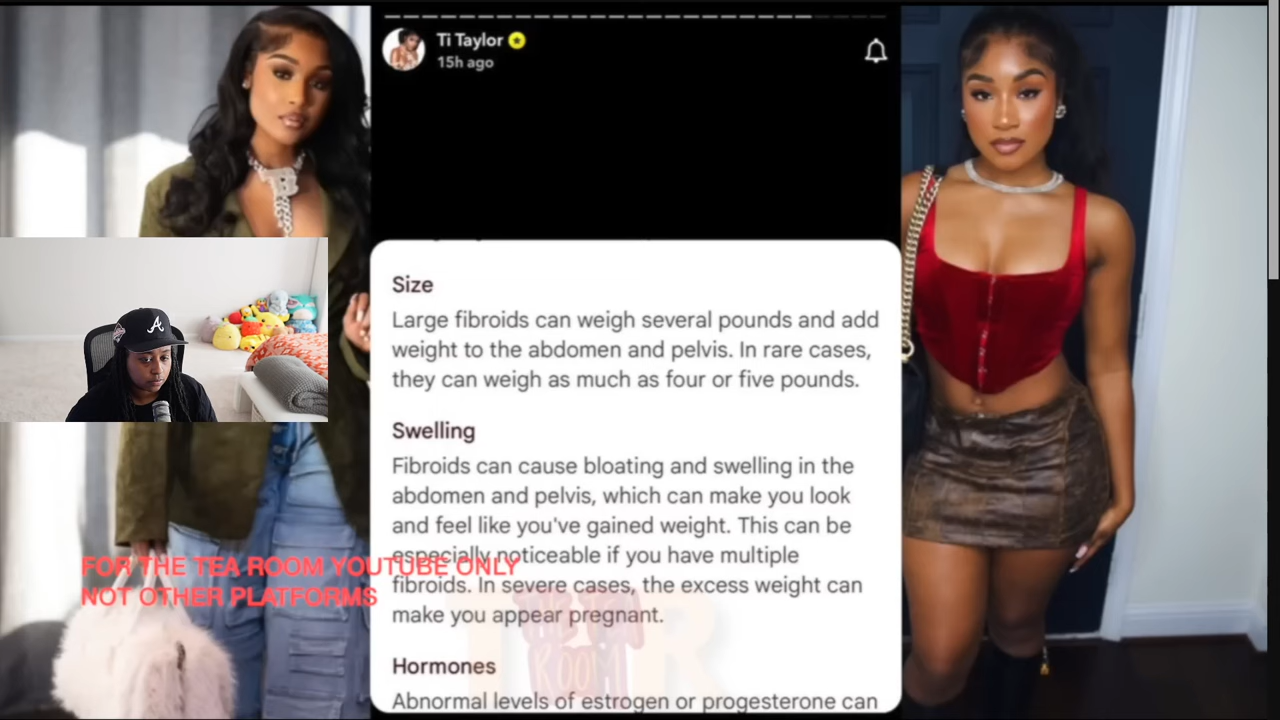 Ti Taylor
15h ago
Size
Large fibroids can weigh several pounds and add
weight to the abdomen and pelvis. In rare cases,
they can weigh as much as four or five pounds.
Swelling
Fibroids can cause bloating and swelling in the
abdomen and pelvis, which can make you look
and feel like you've gained weight. This can be
especially noticeable if you have multiple
fibroids. In severe cases, the excess weight can
make you appear pregnant.
Hormones
Abnormal levels of estrogen or progesterone can
FOR THE TEA ROOM YOUTUBE ONLY
NOT OTHER PLATFORMS
THE TEA
ROOM
A